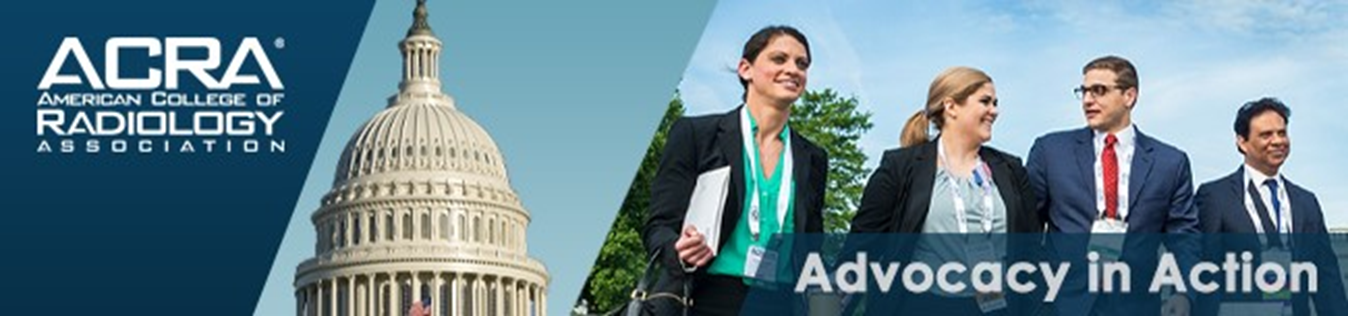 ACRA®
AMERICAN COLLEGE OF
RADIOLOGY
ASSOCIATION
Advocacy in Action